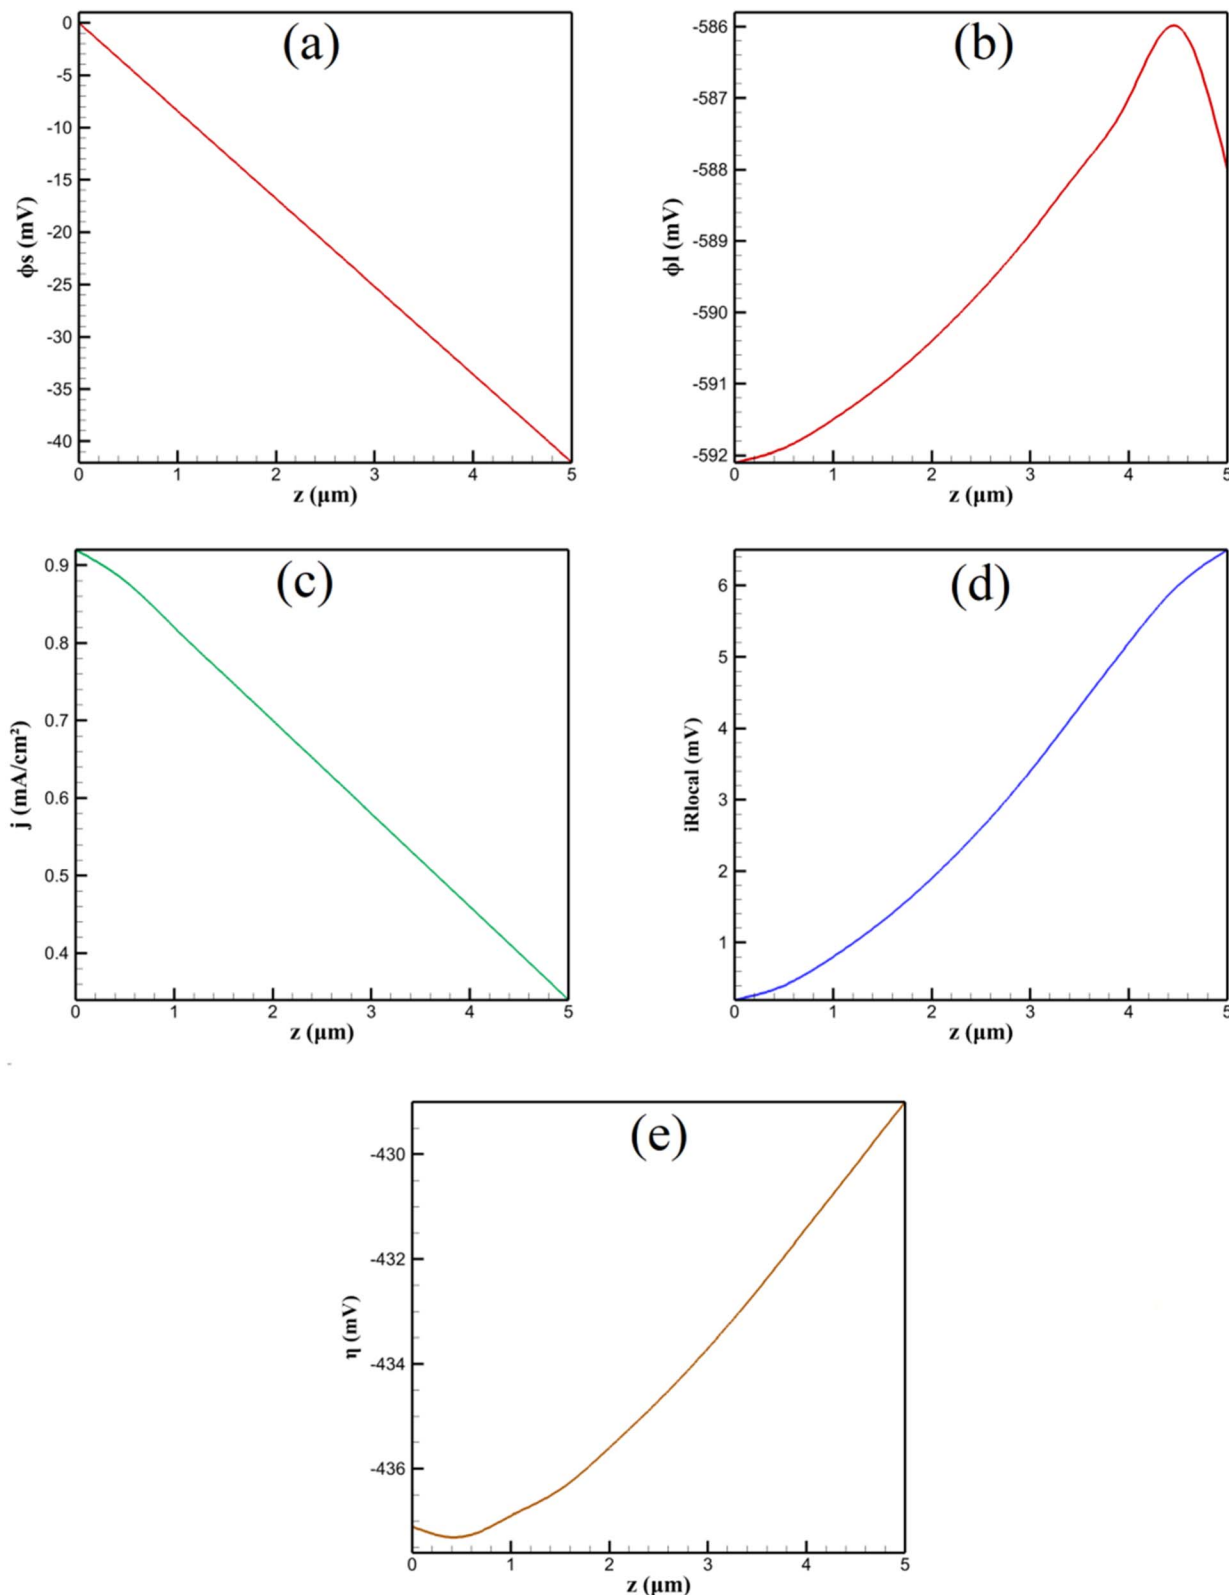 (a)
0
-5
-10
-15
-20
-25
-30
-35
-40
ϕs (mV)
0 1 2 3 4 5
z (μm)
(b)
-586
-587
-588
-589
-590
-591
-592
ϕl (mV)
0 1 2 3 4 5
z (μm)
(c)
0.9
0.8
0.7
0.6
0.5
0.4
j (mA/cm²)
0 1 2 3 4 5
z (μm)
(d)
6
5
4
3
2
1
iRlocal (mV)
0 1 2 3 4 5
z (μm)
(e)
-430
-432
-434
-436
η (mV)
0 1 2 3 4 5
z (μm)